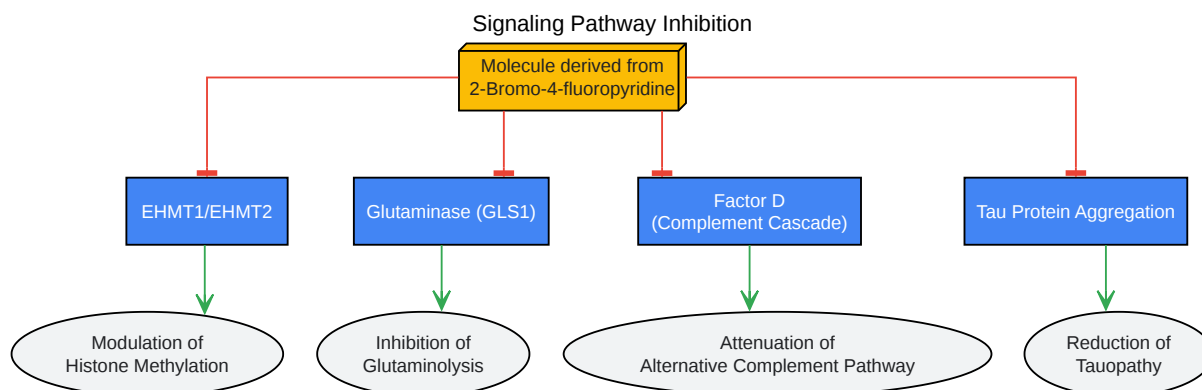 Signaling Pathway Inhibition
Molecule derived from
2-Bromo-4-fluoropyridine
EHMT1/EHMT2
Glutaminase (GLS1)
Factor D
(Complement Cascade)
Tau Protein Aggregation
Modulation of
Histone Methylation
Inhibition of
Glutaminolysis
Attenuation of
Alternative Complement Pathway
Reduction of
Tauopathy